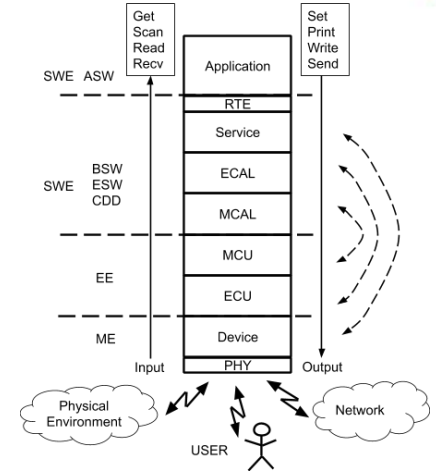 Get
Scan
Read
Recv
Set
Print
Write
Send
SWE ASW
Application
RTE
Service
BSW
ESW
CDD
SWE
ECAL
MCAL
MCU
EE
ECU
ME
Device
Input
PHY
Output
Physical
Environment
Network
USER